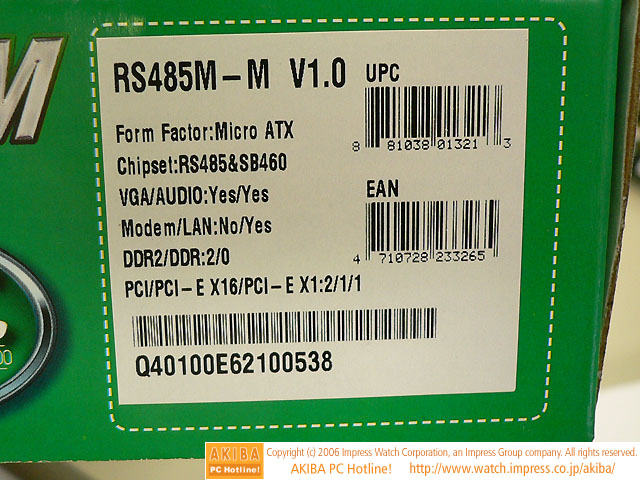 M
RS485M-M V1.0
UPC
8 81038 01321 3
Form Factor:Micro ATX
Chipset:RS485&SB460
VGA/AUDIO:Yes/Yes
Modem/LAN:No/Yes
DDR2/DDR:2/0
PCI/PCI-E X16/PCI-E X1:2/1/1
EAN
4 710728 233265
Q40100E62100538
AKIBA
PC Hotline!
Copyright (c) 2006 Impress Watch Corporation, an Impress Group company. All rights reserved.
AKIBA PC Hotline! http://www.watch.impress.co.jp/akiba/